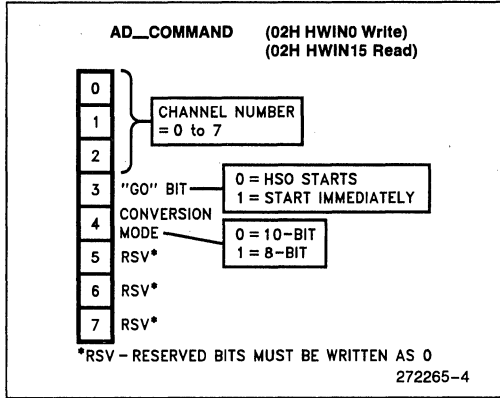 AD__COMMAND (02H HWIN0 Write)
(02H HWIN15 Read)
0
1
2
CHANNEL NUMBER
= 0 to 7
3 "GO" BIT
0 = HSO STARTS
1 = START IMMEDIATELY
4 CONVERSION
MODE
0 = 10-BIT
1 = 8-BIT
5 RSV*
6 RSV*
7 RSV*
*RSV – RESERVED BITS MUST BE WRITTEN AS 0
272265-4